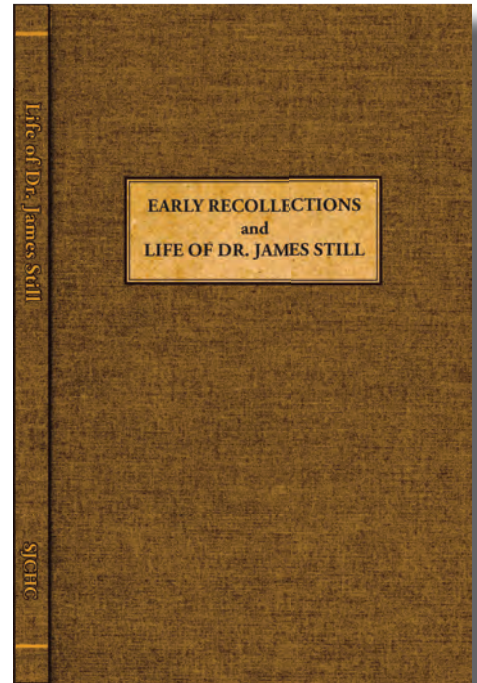 Life of Dr. James Still
SJCHC
EARLY RECOLLECTIONS
and
LIFE OF DR. JAMES STILL